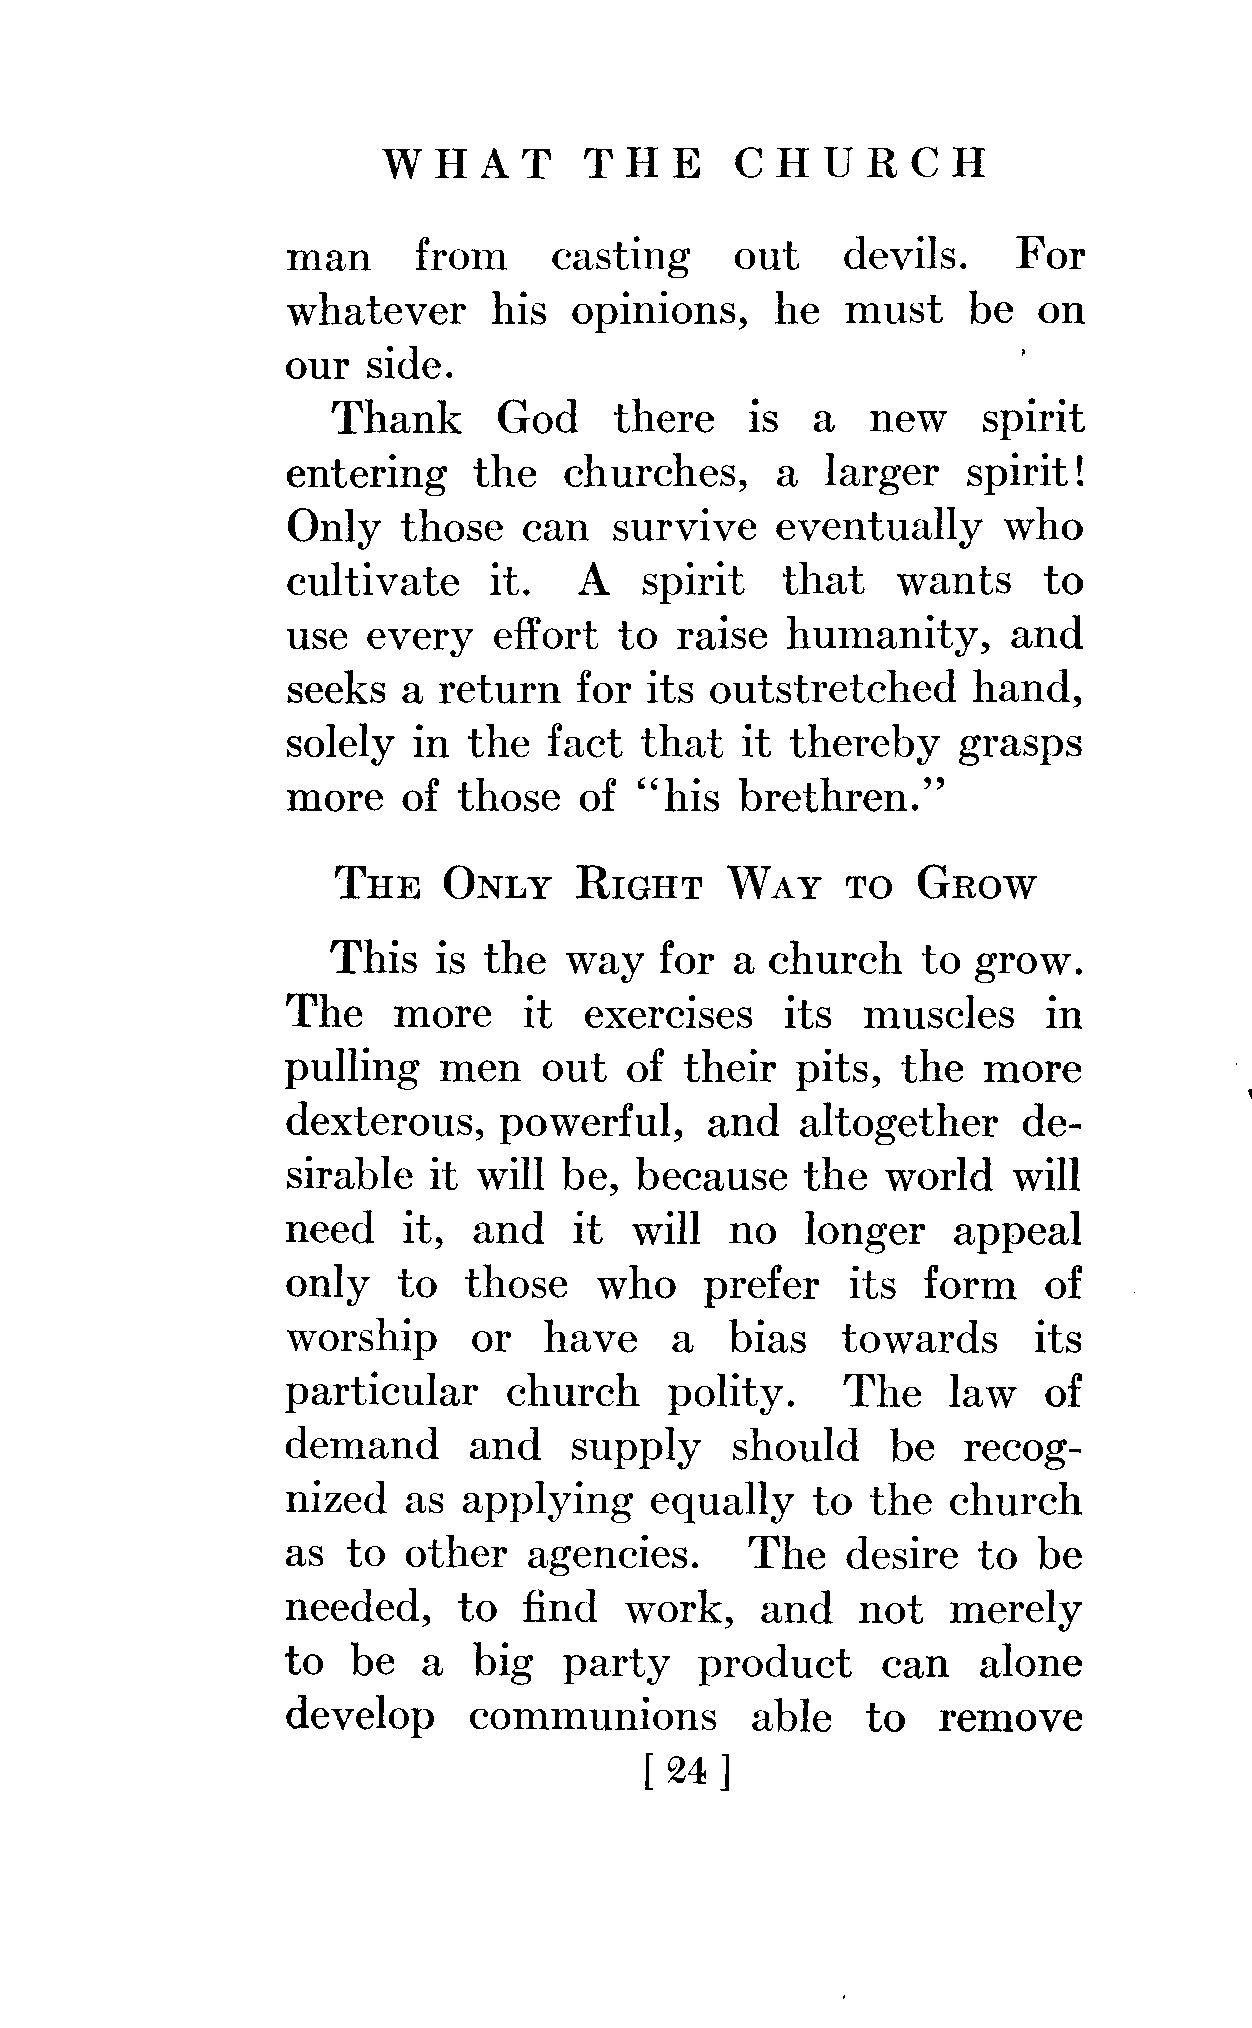 WHAT THE CHURCH
man from casting out devils. For
whatever his opinions, he must be on
our side.
Thank God there is a new spirit
entering the churches, a larger spirit!
Only those can survive eventually who
cultivate it. A spirit that wants to
use every effort to raise humanity, and
seeks a return for its outstretched hand,
solely in the fact that it thereby grasps
more of those of "his brethren."
The Only Right Way to Grow
This is the way for a church to grow.
The more it exercises its muscles in
pulling men out of their pits, the more
dexterous, powerful, and altogether de-
sirable it will be, because the world will
need it, and it will no longer appeal
only to those who prefer its form of
worship or have a bias towards its
particular church polity. The law of
demand and supply should be recog-
nized as applying equally to the church
as to other agencies. The desire to be
needed, to find work, and not merely
to be a big party product can alone
develop communions able to remove
[ 24 ]